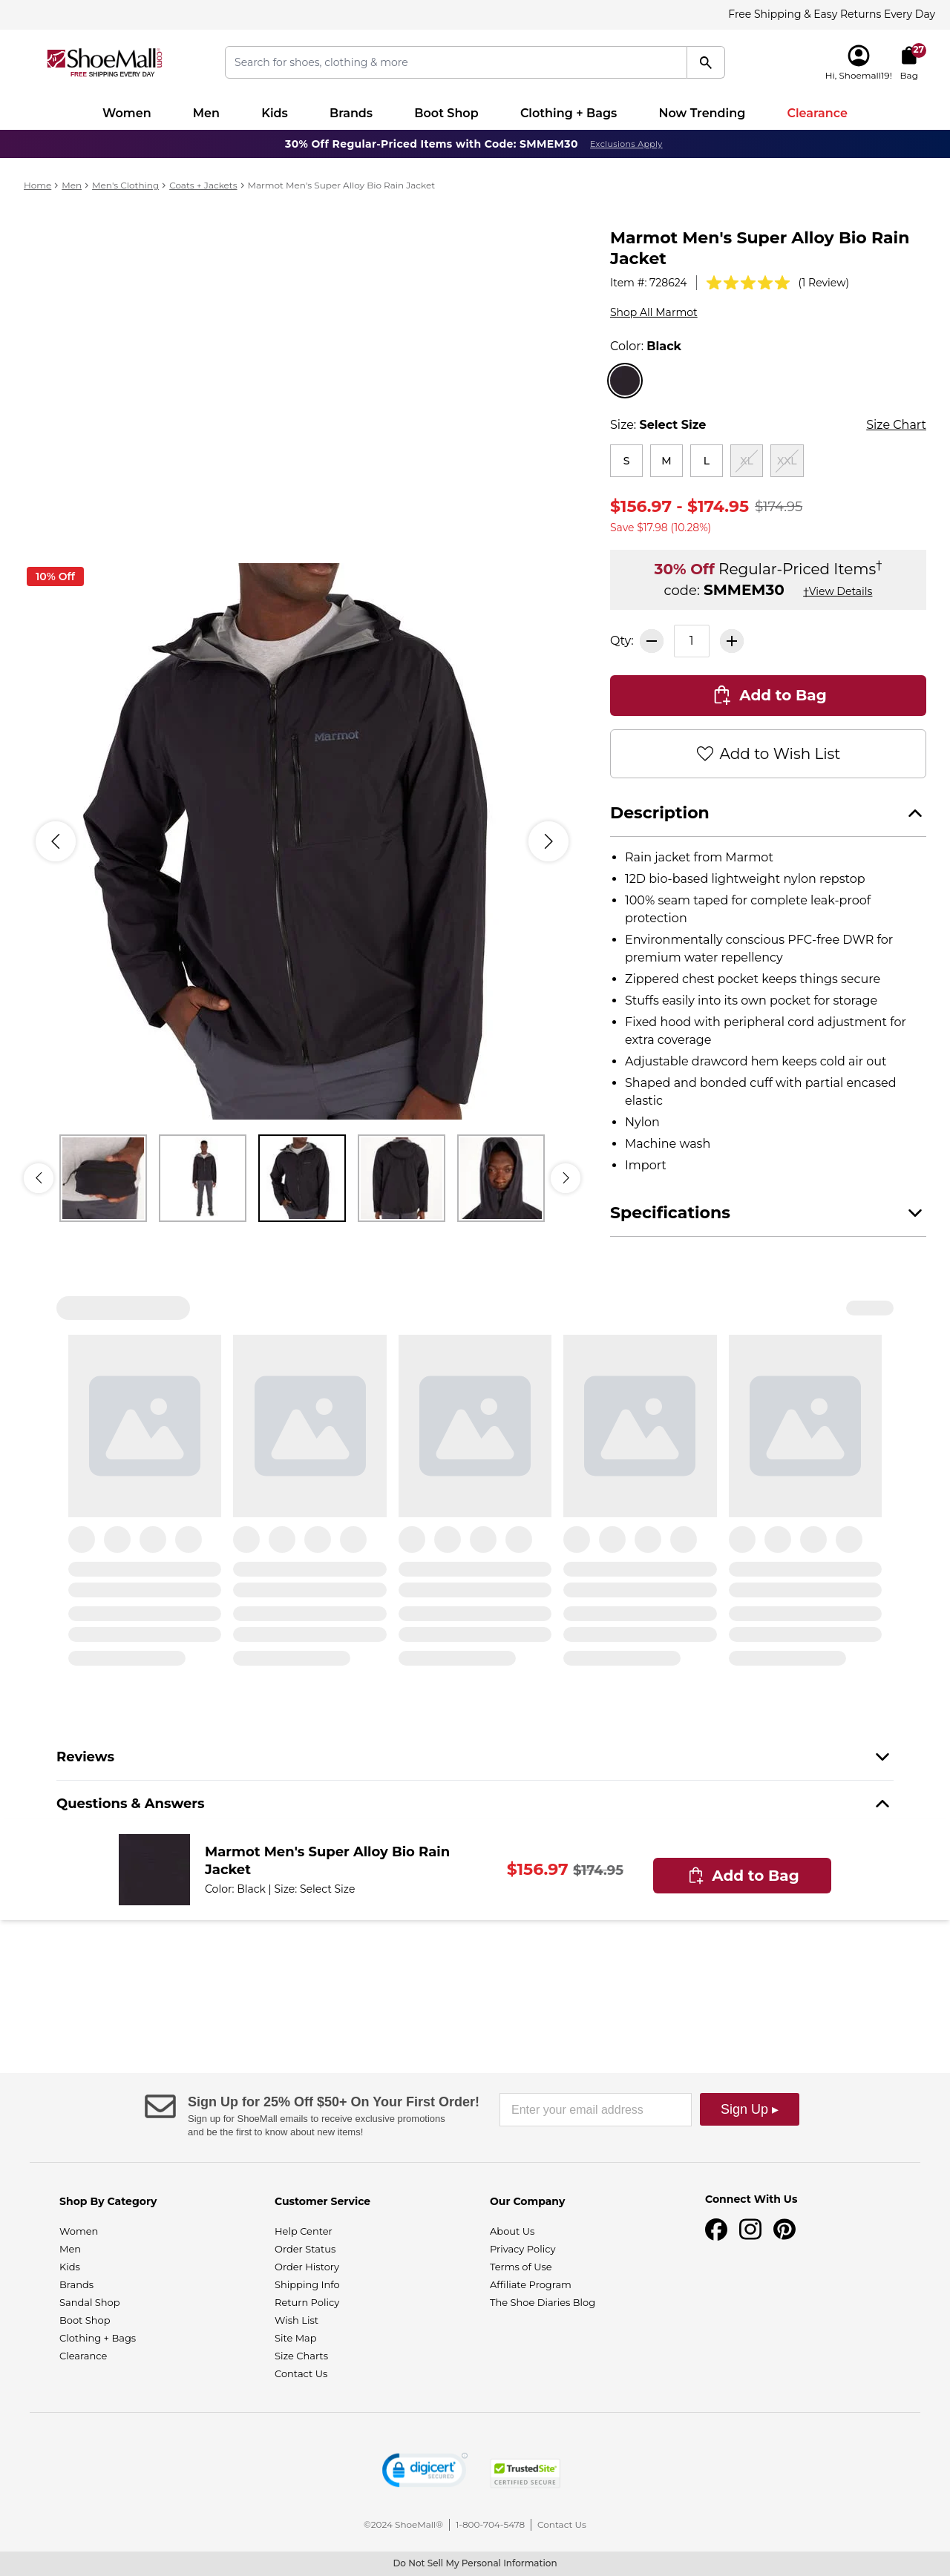 Free Shipping & Easy Returns Every Day
ShoeMall.com
FREE SHIPPING EVERY DAY
Search for shoes, clothing & more
Hi, Shoemall19!
27
Bag
Women
Men
Kids
Brands
Boot Shop
Clothing + Bags
Now Trending
Clearance
30% Off Regular-Priced Items with Code: SMMEM30 Exclusions Apply
Home > Men > Men's Clothing > Coats + Jackets > Marmot Men's Super Alloy Bio Rain Jacket
10% Off
Marmot
Marmot Men's Super Alloy Bio Rain
Jacket
Item #: 728624
(1 Review)
Shop All Marmot
Color: Black
Size: Select Size
Size Chart
S
M
L
XL
XXL
$156.97 - $174.95 $174.95
Save $17.98 (10.28%)
30% Off Regular-Priced Items†
code: SMMEM30 †View Details
Qty:
1
Add to Bag
Add to Wish List
Description
• Rain jacket from Marmot
• 12D bio-based lightweight nylon repstop
• 100% seam taped for complete leak-proof
protection
• Environmentally conscious PFC-free DWR for
premium water repellency
• Zippered chest pocket keeps things secure
• Stuffs easily into its own pocket for storage
• Fixed hood with peripheral cord adjustment for
extra coverage
• Adjustable drawcord hem keeps cold air out
• Shaped and bonded cuff with partial encased
elastic
• Nylon
• Machine wash
• Import
Specifications
Reviews
Questions & Answers
Marmot Men's Super Alloy Bio Rain
Jacket
Color: Black | Size: Select Size
$156.97 $174.95
Add to Bag
Sign Up for 25% Off $50+ On Your First Order!
Sign up for ShoeMall emails to receive exclusive promotions
and be the first to know about new items!
Enter your email address
Sign Up ▸
Shop By Category
Women
Men
Kids
Brands
Sandal Shop
Boot Shop
Clothing + Bags
Clearance
Customer Service
Help Center
Order Status
Order History
Shipping Info
Return Policy
Wish List
Site Map
Size Charts
Contact Us
Our Company
About Us
Privacy Policy
Terms of Use
Affiliate Program
The Shoe Diaries Blog
Connect With Us
digicert
SECURED
TrustedSite
CERTIFIED SECURE
©2024 ShoeMall® | 1-800-704-5478 | Contact Us
Do Not Sell My Personal Information